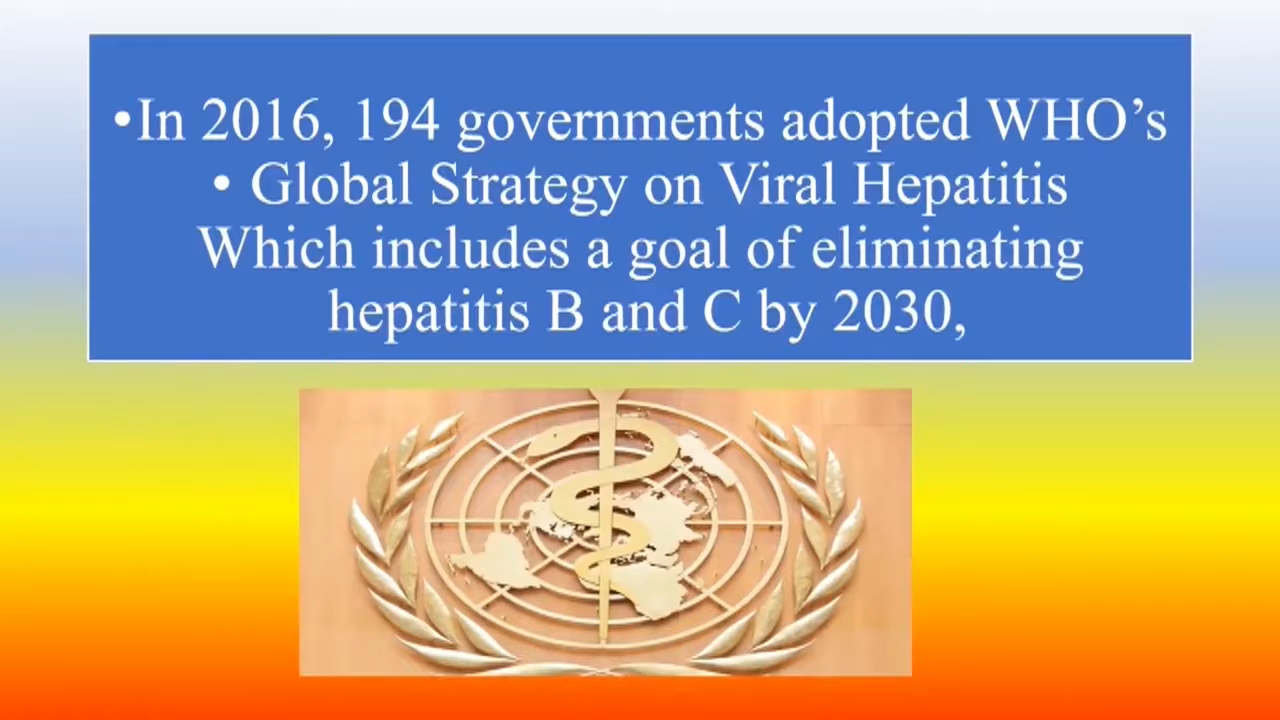 •In 2016, 194 governments adopted WHO’s
• Global Strategy on Viral Hepatitis
Which includes a goal of eliminating
hepatitis B and C by 2030,